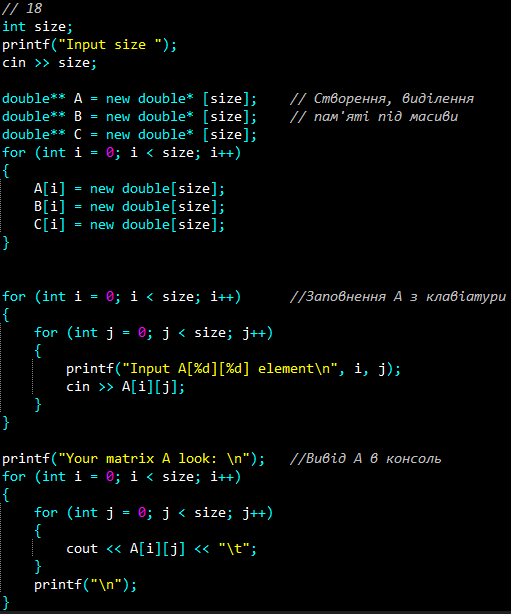 // 18
int size;
printf("Input size ");
cin >> size;
double** A = new double* [size];    // Створення, виділення
double** B = new double* [size];    // пам'яті під масиви
double** C = new double* [size];
for (int i = 0; i < size; i++)
{
    A[i] = new double[size];
    B[i] = new double[size];
    C[i] = new double[size];
}
for (int i = 0; i < size; i++)      //Заповнення А з клавіатури
{
    for (int j = 0; j < size; j++)
    {
        printf("Input A[%d][%d] element\n", i, j);
        cin >> A[i][j];
    }
}
printf("Your matrix A look: \n");   //Вивід А в консоль
for (int i = 0; i < size; i++)
{
    for (int j = 0; j < size; j++)
    {
        cout << A[i][j] << "\t";
    }
    printf("\n");
}